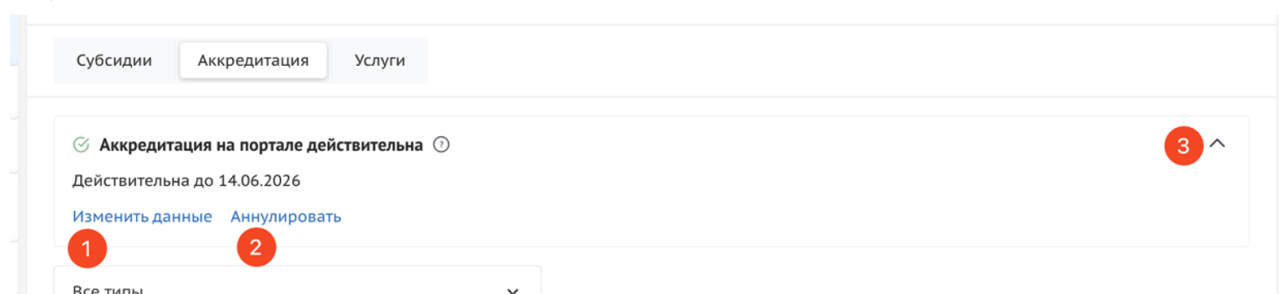 Субсидии Аккредитация Услуги
Аккредитация на портале действительна ?
3
Действительна до 14.06.2026
Изменить данные Аннулировать
1 2
Все типы